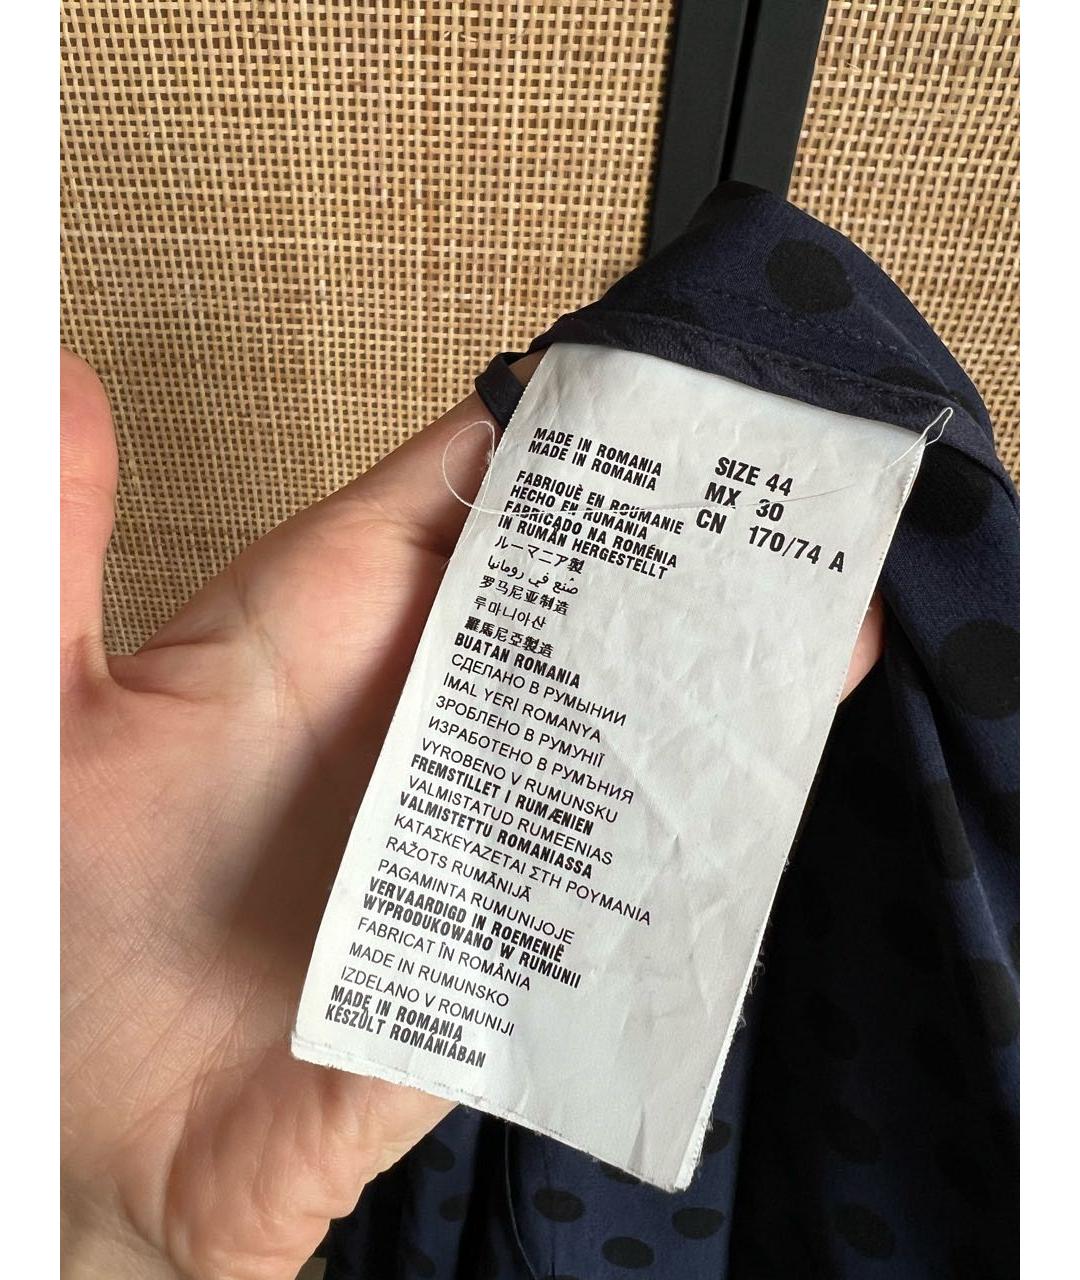 MADE IN ROMANIA
MADE IN ROMANIA
FABRIQUÈ EN ROUMANIE
HECHO EN RUMANIA
FABRICADO NA ROMÉNIA
IN RUMÄN HERGESTELLT
ルーマニア製
صنع في رومانيا
罗马尼亚制造
루마니아산
羅馬尼亞製造
BUATAN ROMANIA
СДЕЛАНО В РУМЫНИИ
İMAL YERI ROMANYA
ЗРОБЛЕНО В РУМУНІЇ
ИЗРАБОТЕНО В РУМЪНИЯ
VYROBENO V RUMUNSKU
FREMSTILLET I RUMÆNIEN
VALMISTATUD RUMEENIAS
VALMISTETTU ROMANIASSA
ΚΑΤΑΣΚΕΥΑΖΕΤΑΙ ΣΤΗ ΡΟΥΜΑΝΙΑ
RAŽOTS RUMĀNIJĀ
PAGAMINTA RUMUNIJOJE
VERVAARDIGD IN ROEMENIË
WYPRODUKOWANO W RUMUNII
FABRICAT ÎN ROMÂNIA
MADE IN RUMUNSKO
IZDELANO V ROMUNIJI
MADE IN ROMANIA
KÉSZÜLT ROMÁNIÁBAN
SIZE 44
MX 30
CN 170/74 A